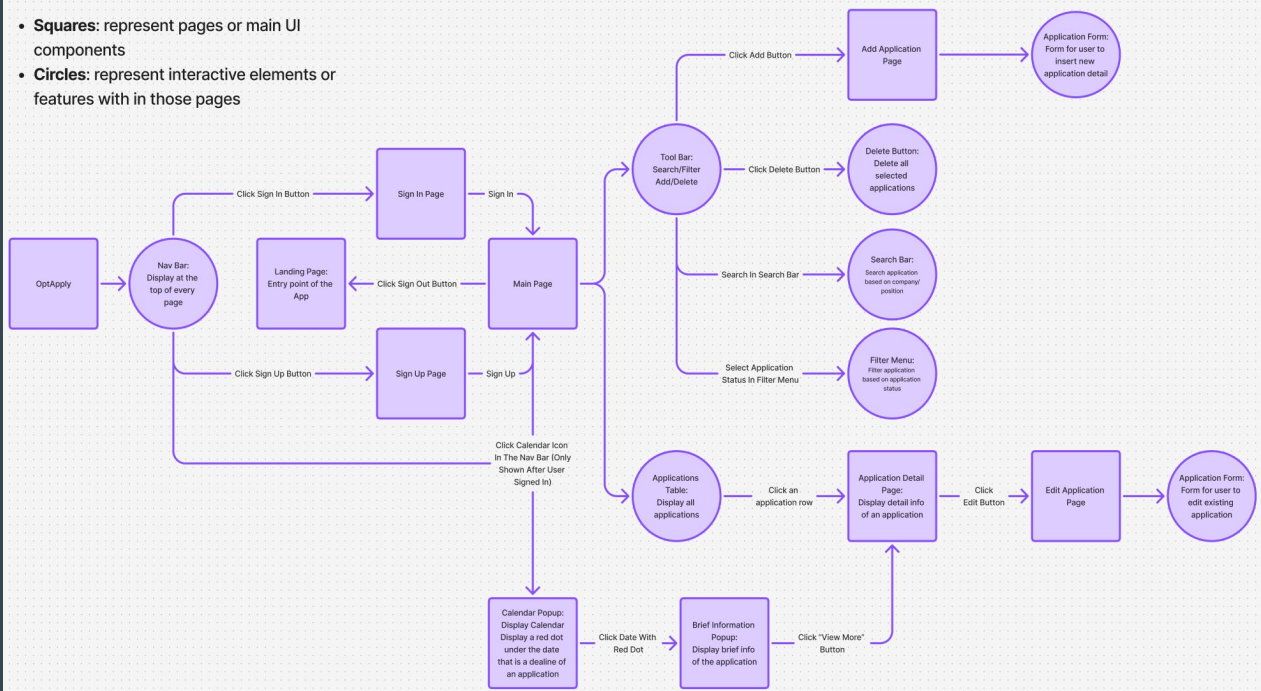 • Squares: represent pages or main UI
components
• Circles: represent interactive elements or
features with in those pages
Click Add Button
Add Application
Page
Application Form:
Form for user to
insert new
application detail
Tool Bar:
Search/Filter
Add/Delete
Click Delete Button
Delete Button:
Delete all
selected
applications
Click Sign In Button
Sign In Page
Sign In
OptApply
Nav Bar:
Display at the
top of every
page
Landing Page:
Entry point of the
App
Click Sign Out Button
Main Page
Search In Search Bar
Search Bar:
Search application
based on company/
position
Click Sign Up Button
Sign Up Page
Sign Up
Select Application
Status In Filter Menu
Filter Menu:
Filter application
based on application
status
Click Calendar Icon
In The Nav Bar (Only
Shown After User
Signed In)
Applications
Table:
Display all
applications
Click an
application row
Application Detail
Page:
Display detail info
of an application
Click
Edit Button
Edit Application
Page
Application Form:
Form for user to
edit existing
application
Calendar Popup:
Display Calendar
Display a red dot
under the date
that is a dealine of
an application
Click Date With
Red Dot
Brief Information
Popup:
Display brief info
of the application
Click "View More"
Button